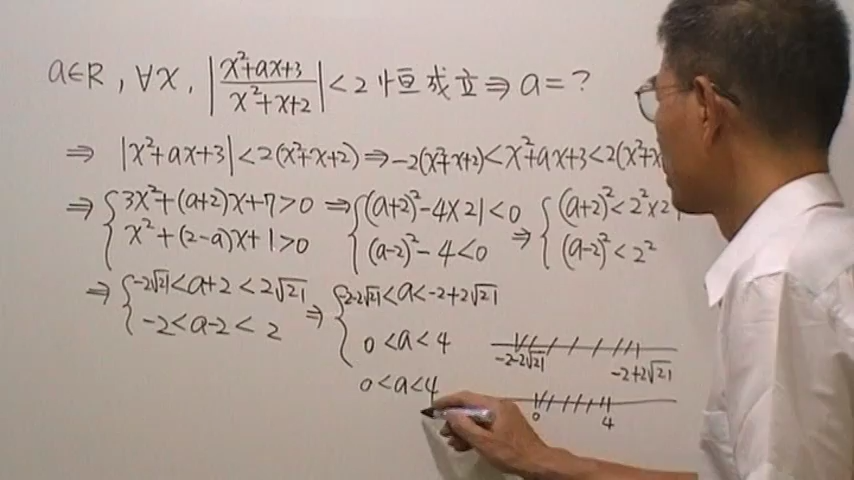 a∈R , ∀x , |x²+ax+3 / x²+x+2| < 2 恒成立 ⇒ a = ?
⇒ |x²+ax+3| < 2(x²+x+2) ⇒ -2(x²+x+2) < x²+ax+3 < 2(x²+x
⇒ { 3x²+(a+2)x+7>0 ⇒ { (a+2)²-4×21<0 ⇒ { (a+2)²<2²×21
x²+(2-a)x+1>0 (a-2)²-4<0 (a-2)²<2²
⇒ { -2√21<a+2<2√21 ⇒ { -2-2√21<a<-2+2√21
-2<a-2<2 0<a<4
-2-2√21 -2+2√21
0<a<4
0 4